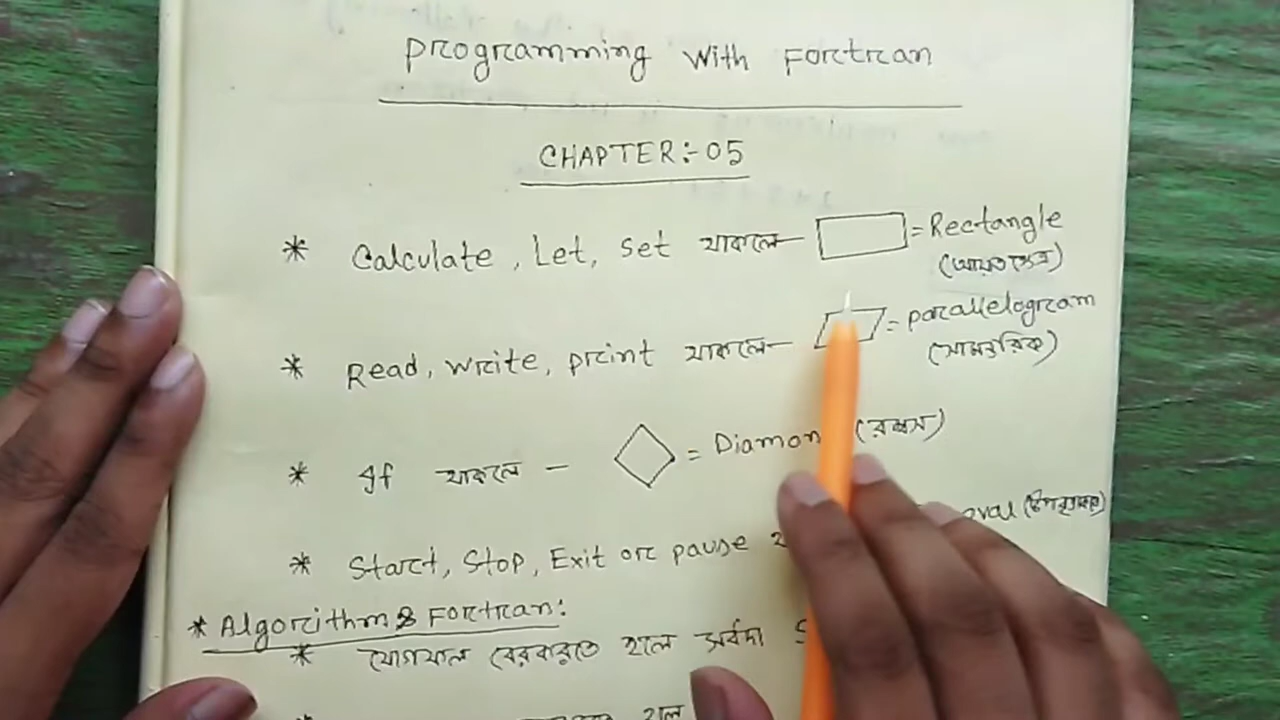 Programming with Fortran
CHAPTER:- 05
* Calculate, Let, Set থাকলে— = Rectangle
(আয়তক্ষেত্র)
* Read, Write, print থাকলে— = parallelogram
(সামন্তরিক)
* If থাকলে — = Diamon (রম্বস)
* Start, Stop, Exit or pause oval (উপবৃত্তাকার)
* Algorithm & Fortran:
* যোগফল বেরকরতে হলে সর্বদা S
হলে